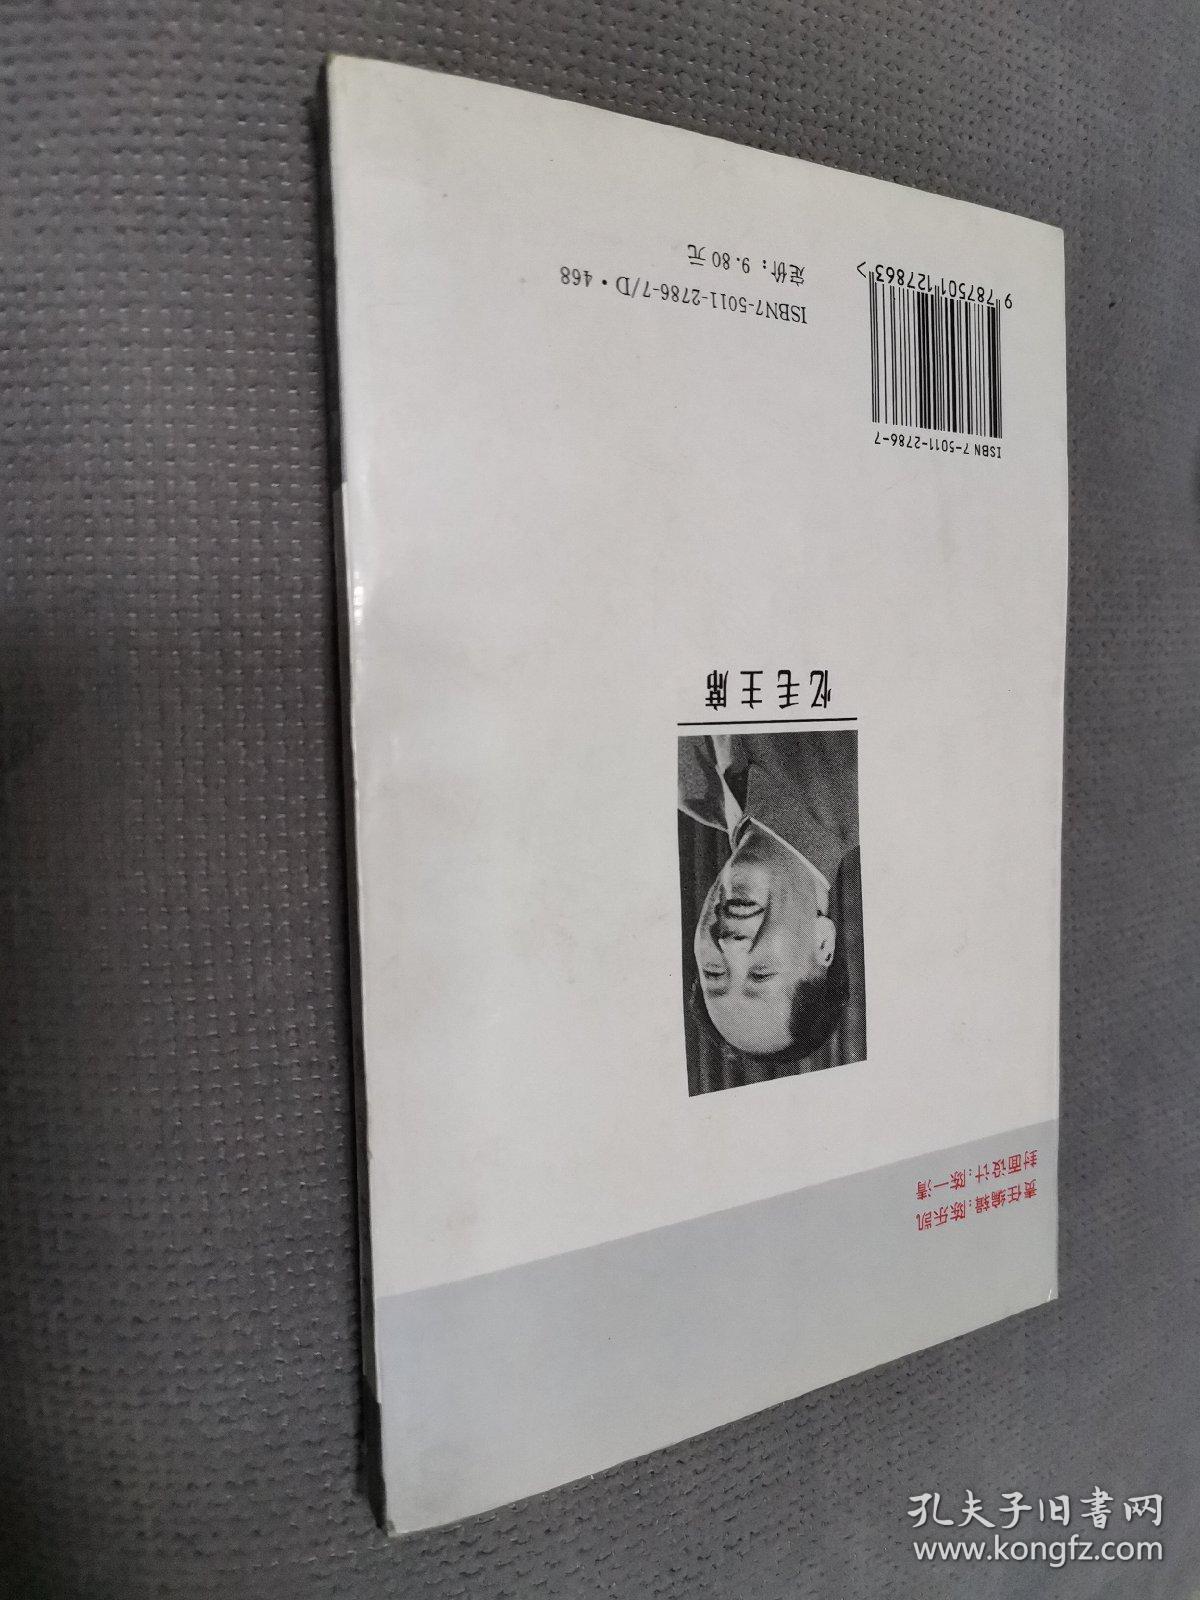 责任编辑:陈乐凯
封面设计:陈一清
忆毛主席
ISBN 7-5011-2786-7
9 787501 127863 >
ISBN7-5011-2786-7/D·468
定价:9.80元
孔夫子旧书网
www.kongfz.com